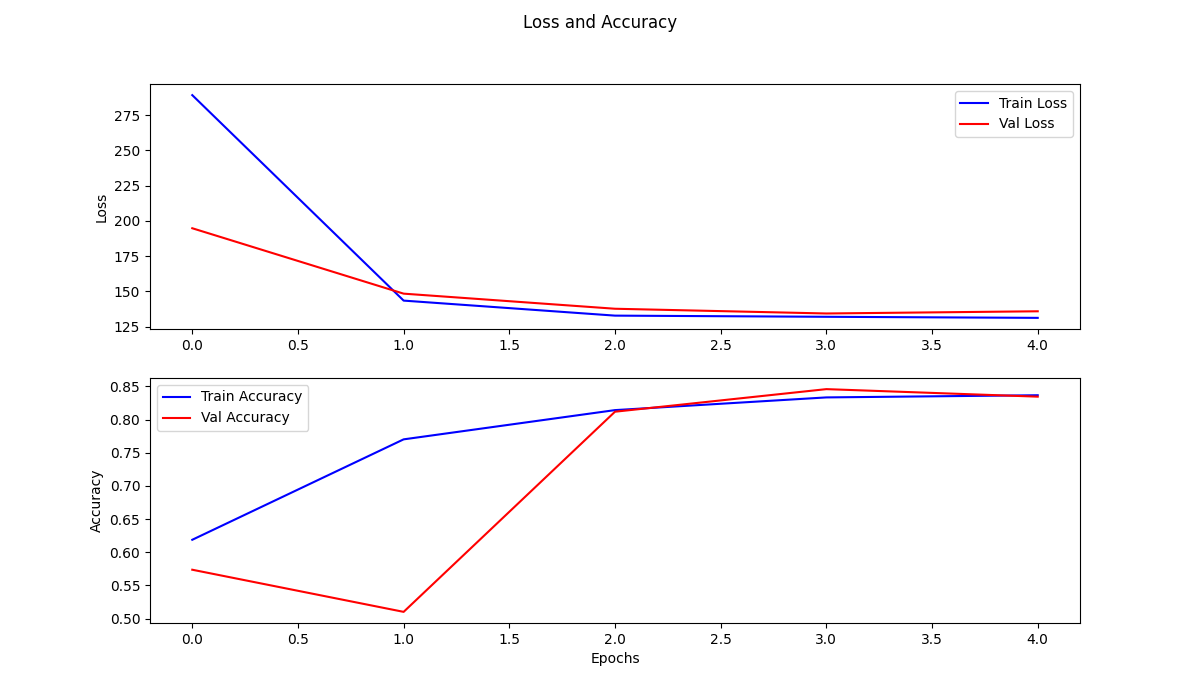 Loss and Accuracy
275
250
225
200
175
150
125
Loss
Train Loss
Val Loss
0.0 0.5 1.0 1.5 2.0 2.5 3.0 3.5 4.0
0.85
0.80
0.75
0.70
0.65
0.60
0.55
0.50
Accuracy
Train Accuracy
Val Accuracy
0.0 0.5 1.0 1.5 2.0 2.5 3.0 3.5 4.0
Epochs